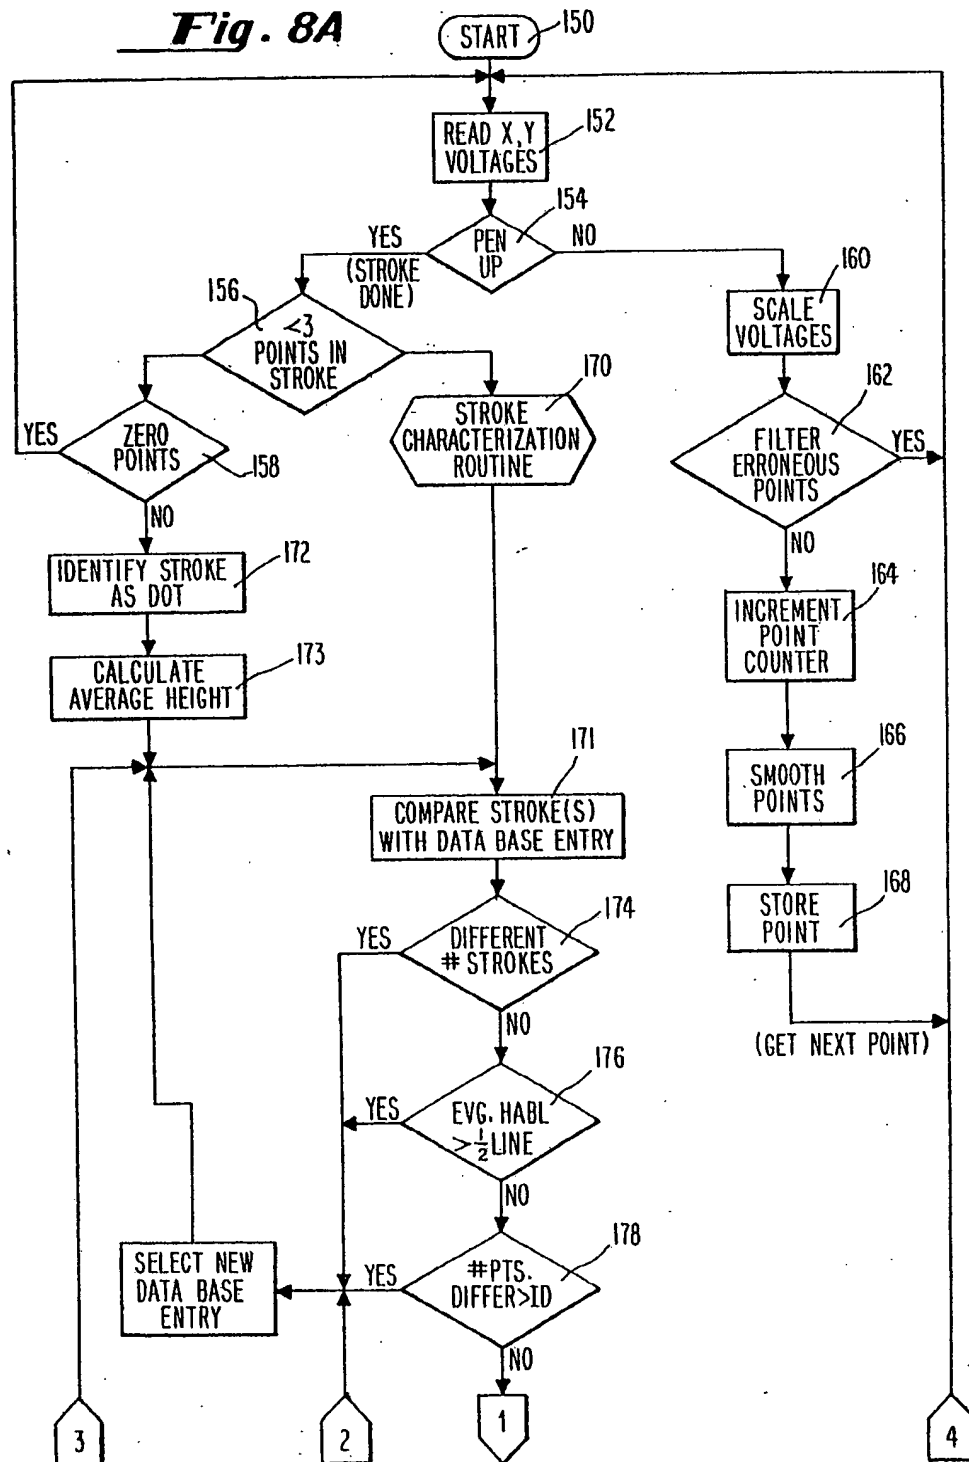 Fig. 8A
START
150
READ X,Y
VOLTAGES
152
PEN
UP
154
YES
(STROKE
DONE)
NO
156
<3
POINTS IN
STROKE
160
SCALE
VOLTAGES
170
STROKE
CHARACTERIZATION
ROUTINE
162
FILTER
ERRONEOUS
POINTS
YES
NO
YES
ZERO
POINTS
158
NO
172
IDENTIFY STROKE
AS DOT
164
INCREMENT
POINT
COUNTER
173
CALCULATE
AVERAGE HEIGHT
166
SMOOTH
POINTS
171
COMPARE STROKE(S)
WITH DATA BASE ENTRY
168
STORE
POINT
174
YES
DIFFERENT
# STROKES
NO
(GET NEXT POINT)
176
YES
EVG. HABL
>½ LINE
NO
178
YES
#PTS.
DIFFER>ID
NO
SELECT NEW
DATA BASE
ENTRY
3
2
1
4